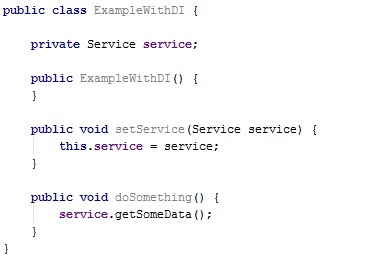 public class ExampleWithDI {
private Service service;
public ExampleWithDI() {
}
public void setService(Service service) {
this.service = service;
}
public void doSomething() {
service.getSomeData();
}
}